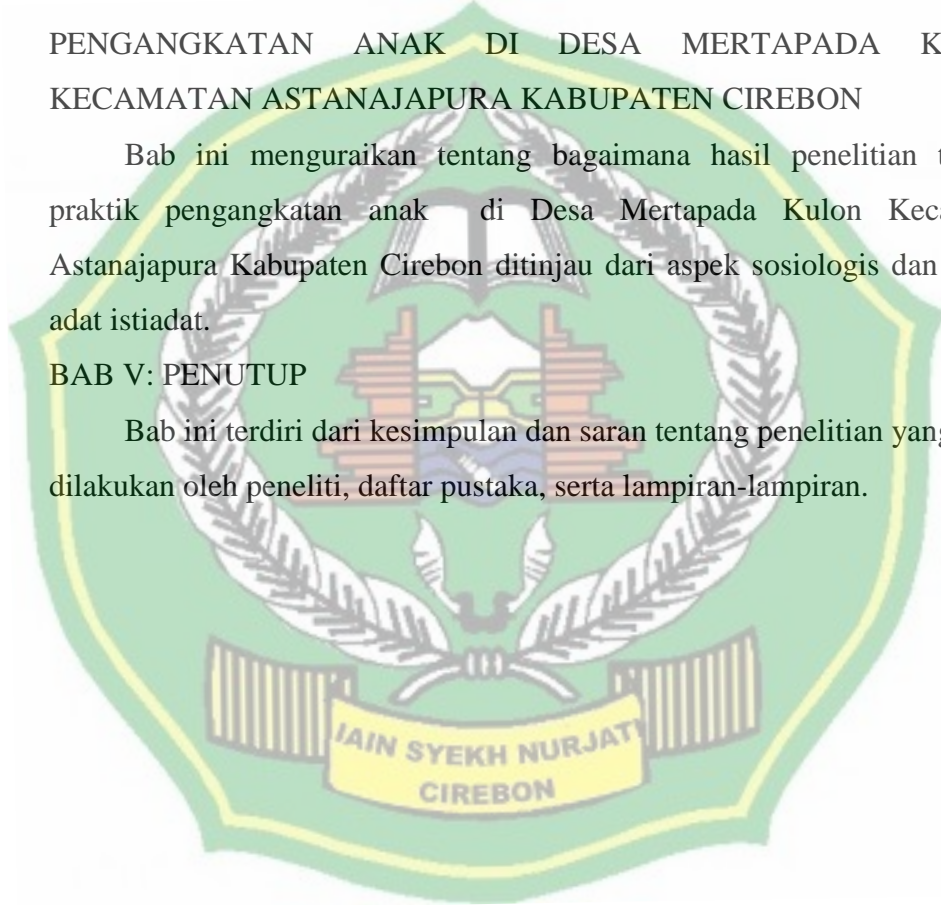 PENGANGKATAN ANAK DI DESA MERTAPADA K
KECAMATAN ASTANAJAPURA KABUPATEN CIREBON
Bab ini menguraikan tentang bagaimana hasil penelitian t
praktik pengangkatan anak di Desa Mertapada Kulon Keca
Astanajapura Kabupaten Cirebon ditinjau dari aspek sosiologis dan
adat istiadat.
BAB V: PENUTUP
Bab ini terdiri dari kesimpulan dan saran tentang penelitian yang
dilakukan oleh peneliti, daftar pustaka, serta lampiran-lampiran.
IAIN SYEKH NURJATI
CIREBON